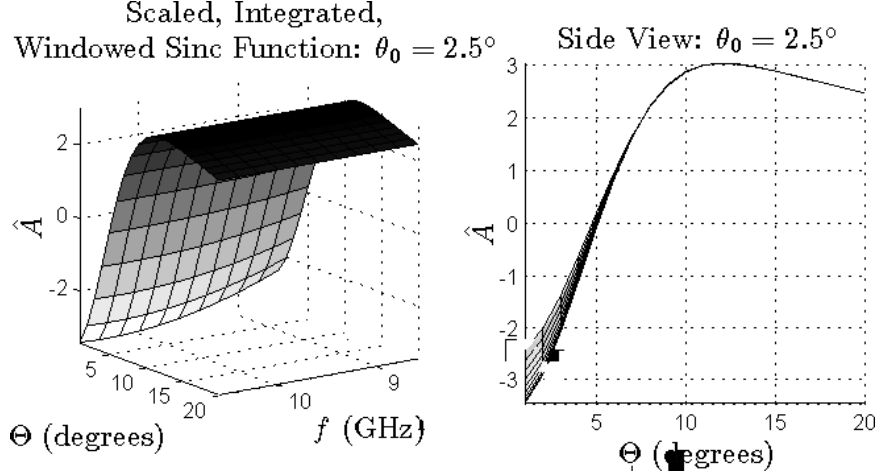 Scaled, Integrated,
Windowed Sinc Function: θ₀ = 2.5°
2
0
-2
Â
5
10
15
20
10
9
Θ (degrees)
f (GHz)
Side View: θ₀ = 2.5°
3
2
1
0
-1
-2
-3
Â
5
10
15
20
Θ (degrees)